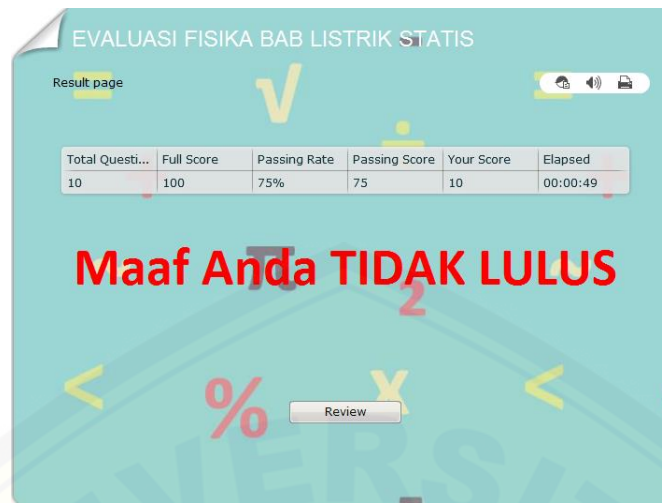 EVALUASI FISIKA BAB LISTRIK STATIS
Result page
Total Questi... Full Score Passing Rate Passing Score Your Score Elapsed
10 100 75% 75 10 00:00:49
Maaf Anda TIDAK LULUS
Review